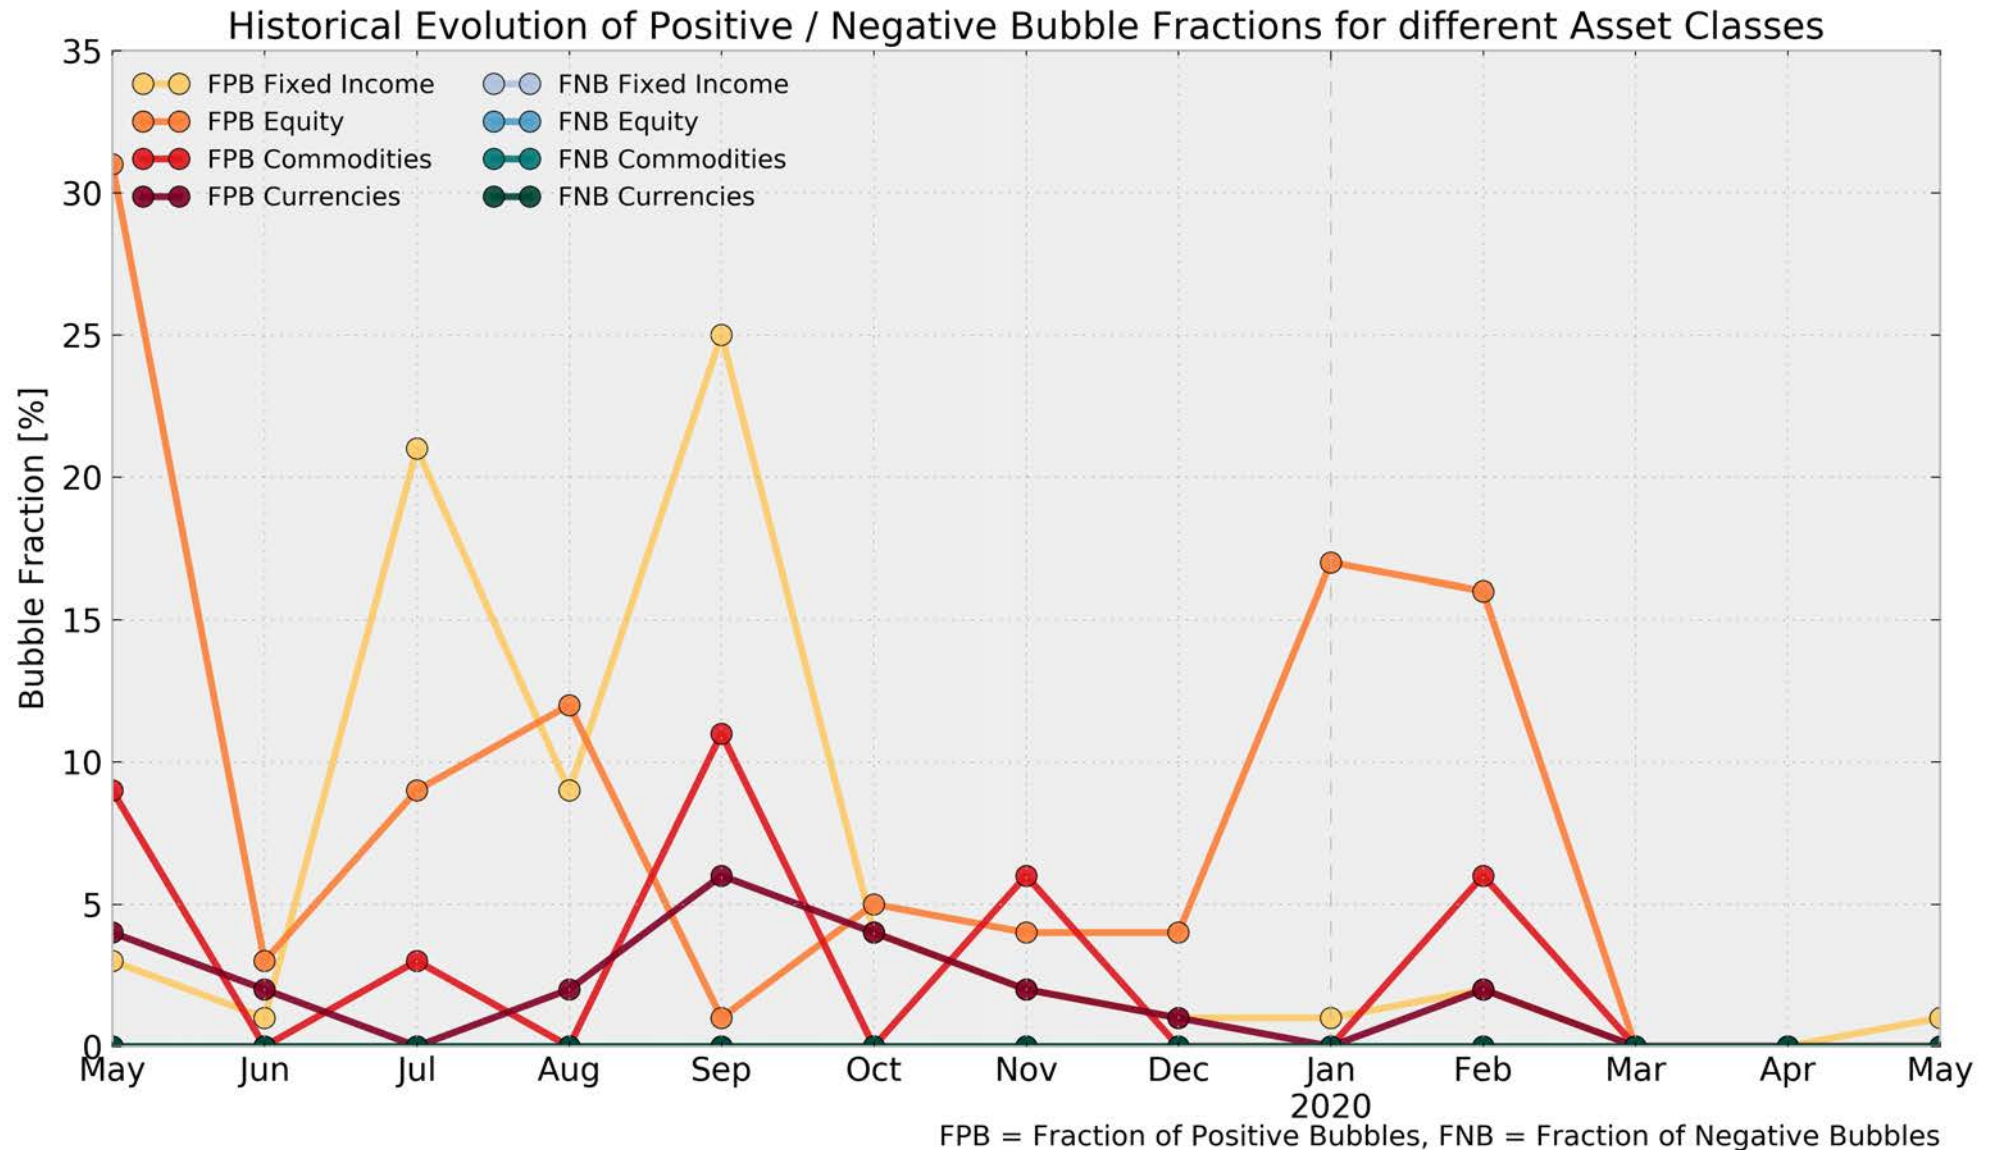 Historical Evolution of Positive / Negative Bubble Fractions for different Asset Classes
35
30
25
20
15
10
5
0
Bubble Fraction [%]
FPB Fixed Income
FPB Equity
FPB Commodities
FPB Currencies
FNB Fixed Income
FNB Equity
FNB Commodities
FNB Currencies
May Jun Jul Aug Sep Oct Nov Dec Jan Feb Mar Apr May
2020
FPB = Fraction of Positive Bubbles, FNB = Fraction of Negative Bubbles